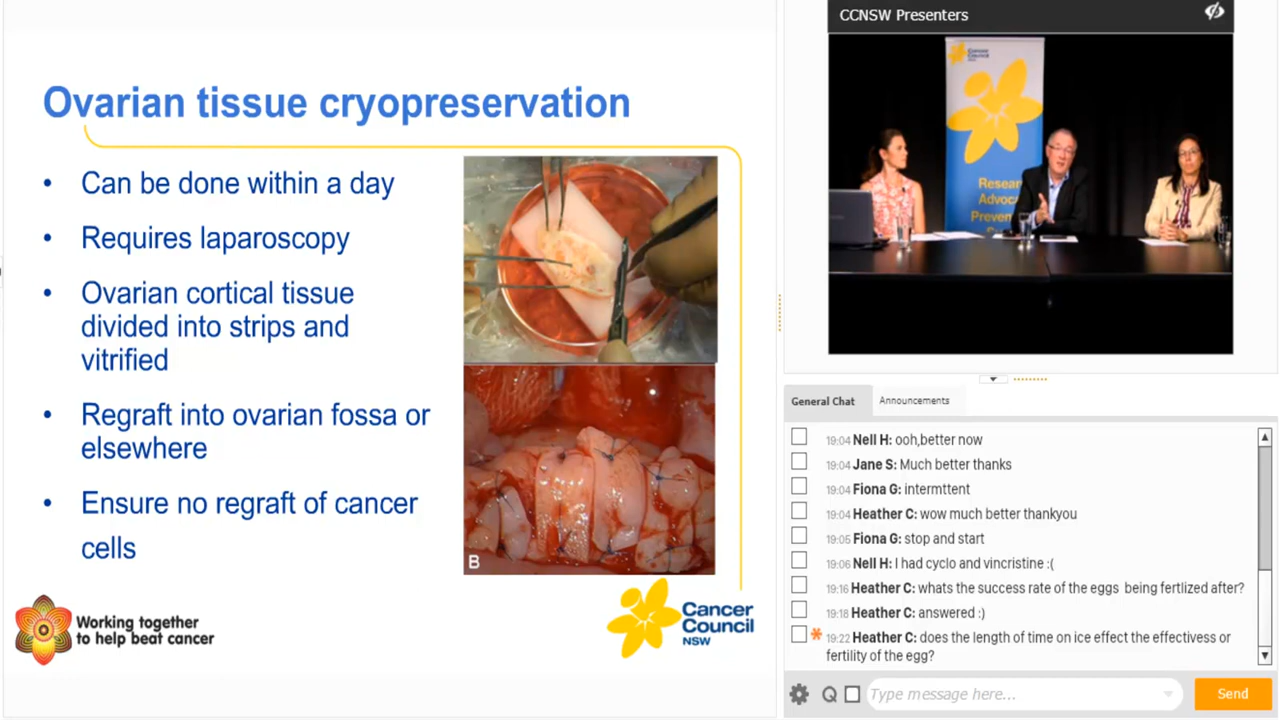 Ovarian tissue cryopreservation
• Can be done within a day
• Requires laparoscopy
• Ovarian cortical tissue
divided into strips and
vitrified
• Regraft into ovarian fossa or
elsewhere
• Ensure no regraft of cancer
cells
B
Working together
to help beat cancer
Cancer
Council
NSW
CCNSW Presenters
Cancer
Council
General Chat
Announcements
19:04 Nell H: ooh,better now
19:04 Jane S: Much better thanks
19:04 Fiona G: intermttent
19:04 Heather C: wow much better thankyou
19:05 Fiona G: stop and start
19:06 Nell H: I had cyclo and vincristine :(
19:16 Heather C: whats the success rate of the eggs being fertlized after?
19:18 Heather C: answered :)
19:22 Heather C: does the length of time on ice effect the effectivess or
fertility of the egg?
Q
Type message here...
Send